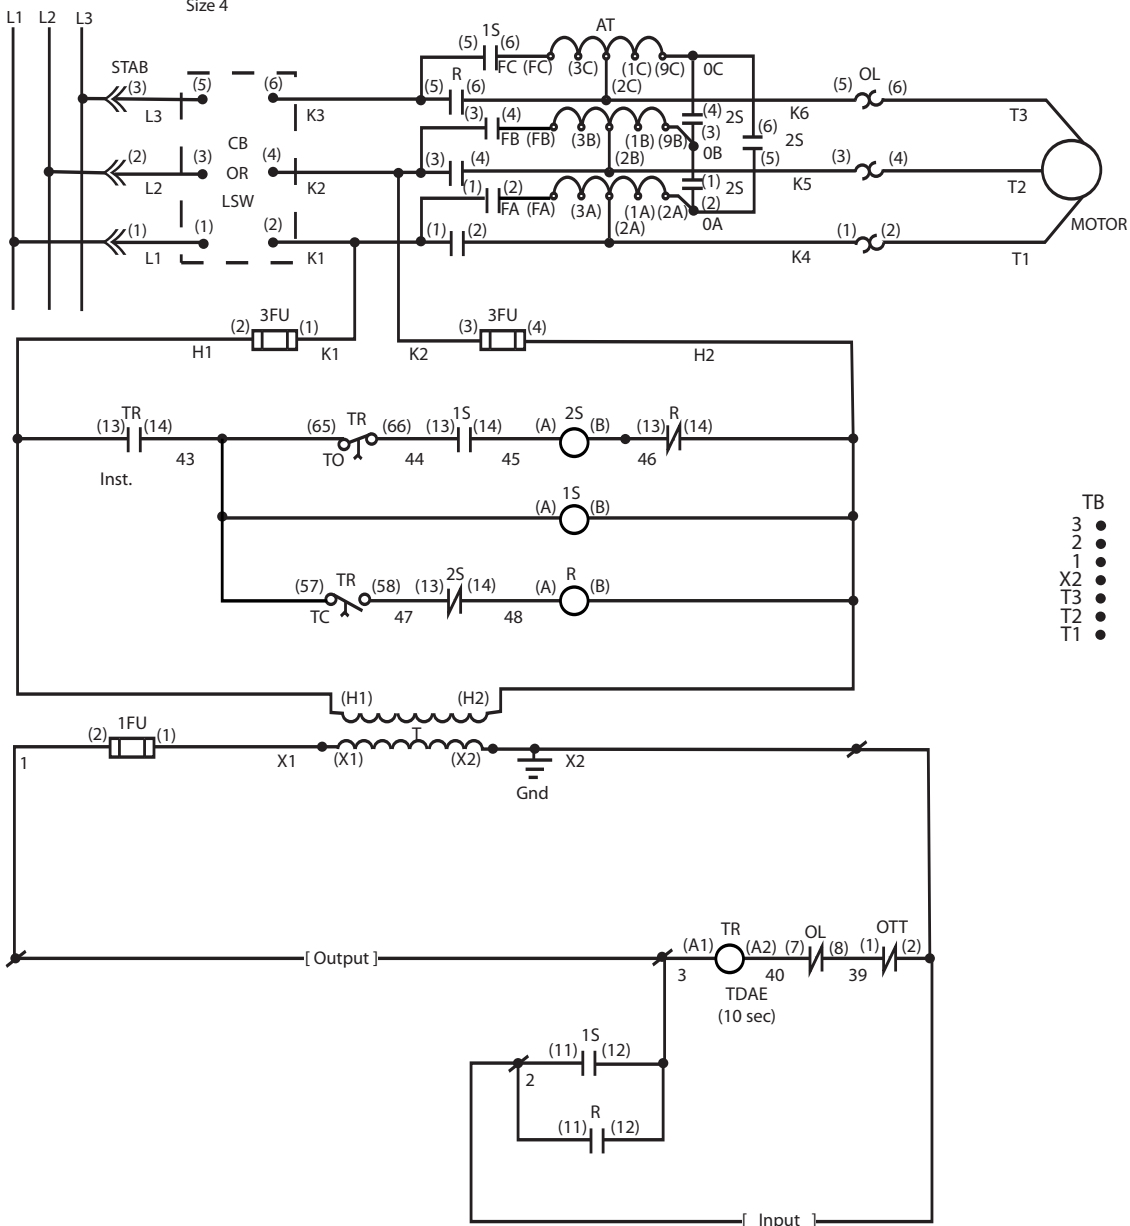 Size 4
L1 L2 L3
1S
AT
(5) (6)
FC (FC) (3C) (1C) (9C) 0C
STAB
(3) (5) (6)
R
(2C)
OL
(5) (6)
(5) (6)
L3 K3 K6 T3
(3) (4)
(4) 2S
FB (FB) (3B) (1B) (9B) (3)
(6)
2S
CB
(2) (3) (4)
OR
(3) (4)
(2B)
0B
(5)
(3) (4)
L2 K2 K5 T2
LSW
(1) (2)
(1) 2S
FA (FA) (3A) (1A) (2A) (2)
0A
MOTOR
(1) (1) (2)
(1) (2)
(2A)
(1) (2)
L1 K1 K4 T1
3FU 3FU
(2) (1) (3) (4)
H1 K1 K2 H2
TR TR 1S 2S R
(13) (14) (65) (66) (13) (14) (A) (B) (13) (14)
43 TO 44 45 46
Inst.
1S
(A) (B)
TB
3
2
1
X2
T3
T2
T1
TR 2S R
(57) (58) (13) (14) (A) (B)
TC 47 48
(H1) (H2)
1FU
T
(2) (1)
1 X1 (X1) (X2) X2
Gnd
TR OL OTT
(A1) (A2) (7) (8) (1) (2)
[ Output ]
3 40 39
TDAE
(10 sec)
1S
(11) (12)
2
R
(11) (12)
[ Input ]